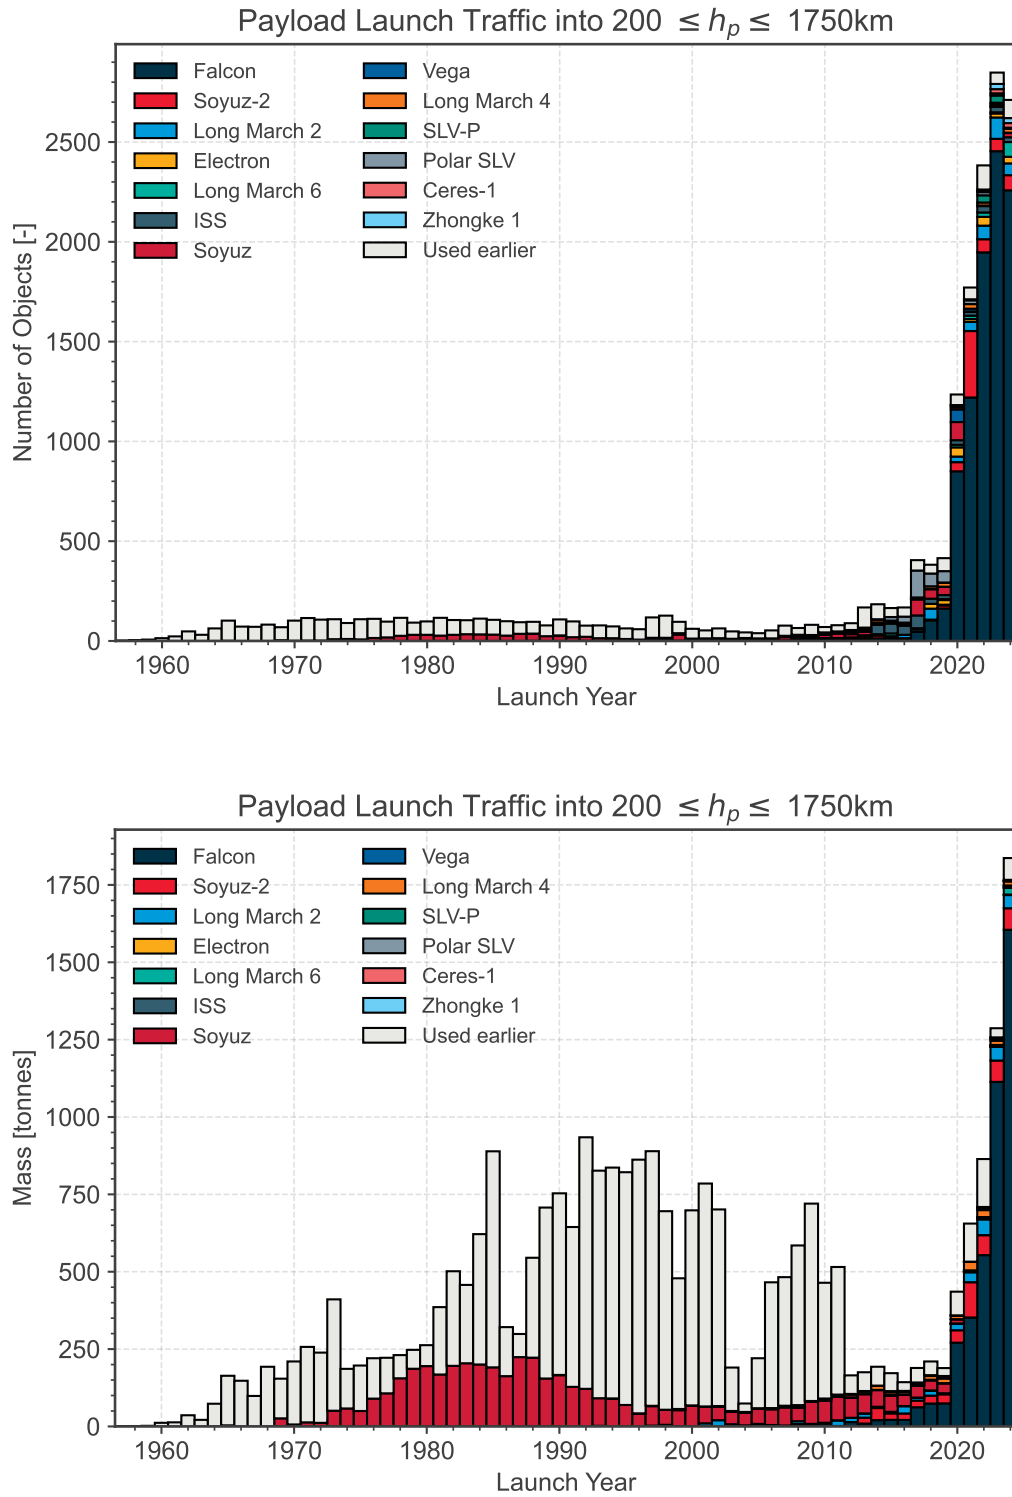 Payload Launch Traffic into 200 ≤ hₚ ≤ 1750km
Falcon
Soyuz-2
Long March 2
Electron
Long March 6
ISS
Soyuz
Vega
Long March 4
SLV-P
Polar SLV
Ceres-1
Zhongke 1
Used earlier
Number of Objects [-]
2500
2000
1500
1000
500
0
1960 1970 1980 1990 2000 2010 2020
Launch Year
Payload Launch Traffic into 200 ≤ hₚ ≤ 1750km
Falcon
Soyuz-2
Long March 2
Electron
Long March 6
ISS
Soyuz
Vega
Long March 4
SLV-P
Polar SLV
Ceres-1
Zhongke 1
Used earlier
Mass [tonnes]
1750
1500
1250
1000
750
500
250
0
1960 1970 1980 1990 2000 2010 2020
Launch Year